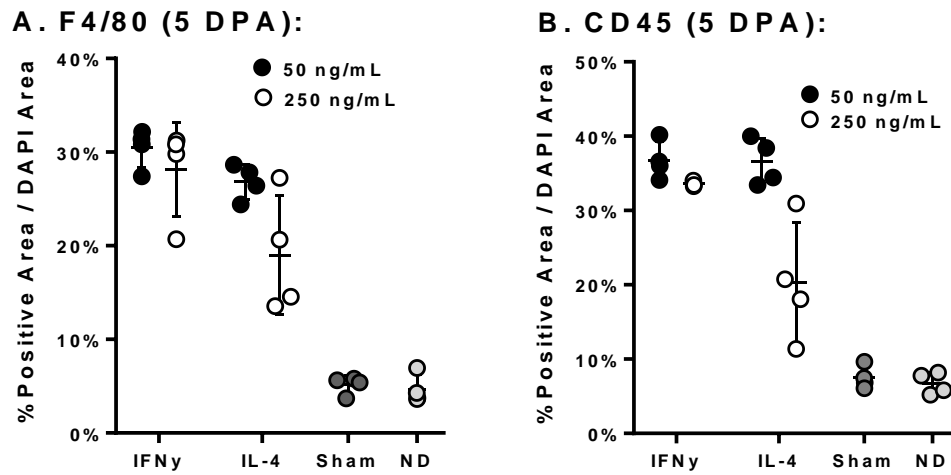 A. F4/80 (5 DPA):
%Positive Area / DAPI Area
40%
30%
20%
10%
0%
50 ng/mL
250 ng/mL
IFNy
IL-4
Sham
ND
B. CD45 (5 DPA):
%Positive Area / DAPI Area
50%
40%
30%
20%
10%
0%
50 ng/mL
250 ng/mL
IFNy
IL-4
Sham
ND